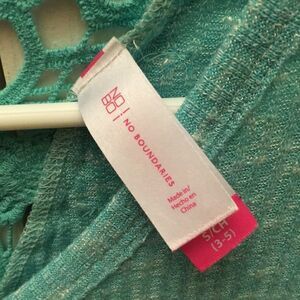 NO
BO
NO BOUNDARIES
Made in/
Hecho en
China
S/CH
(3-5)